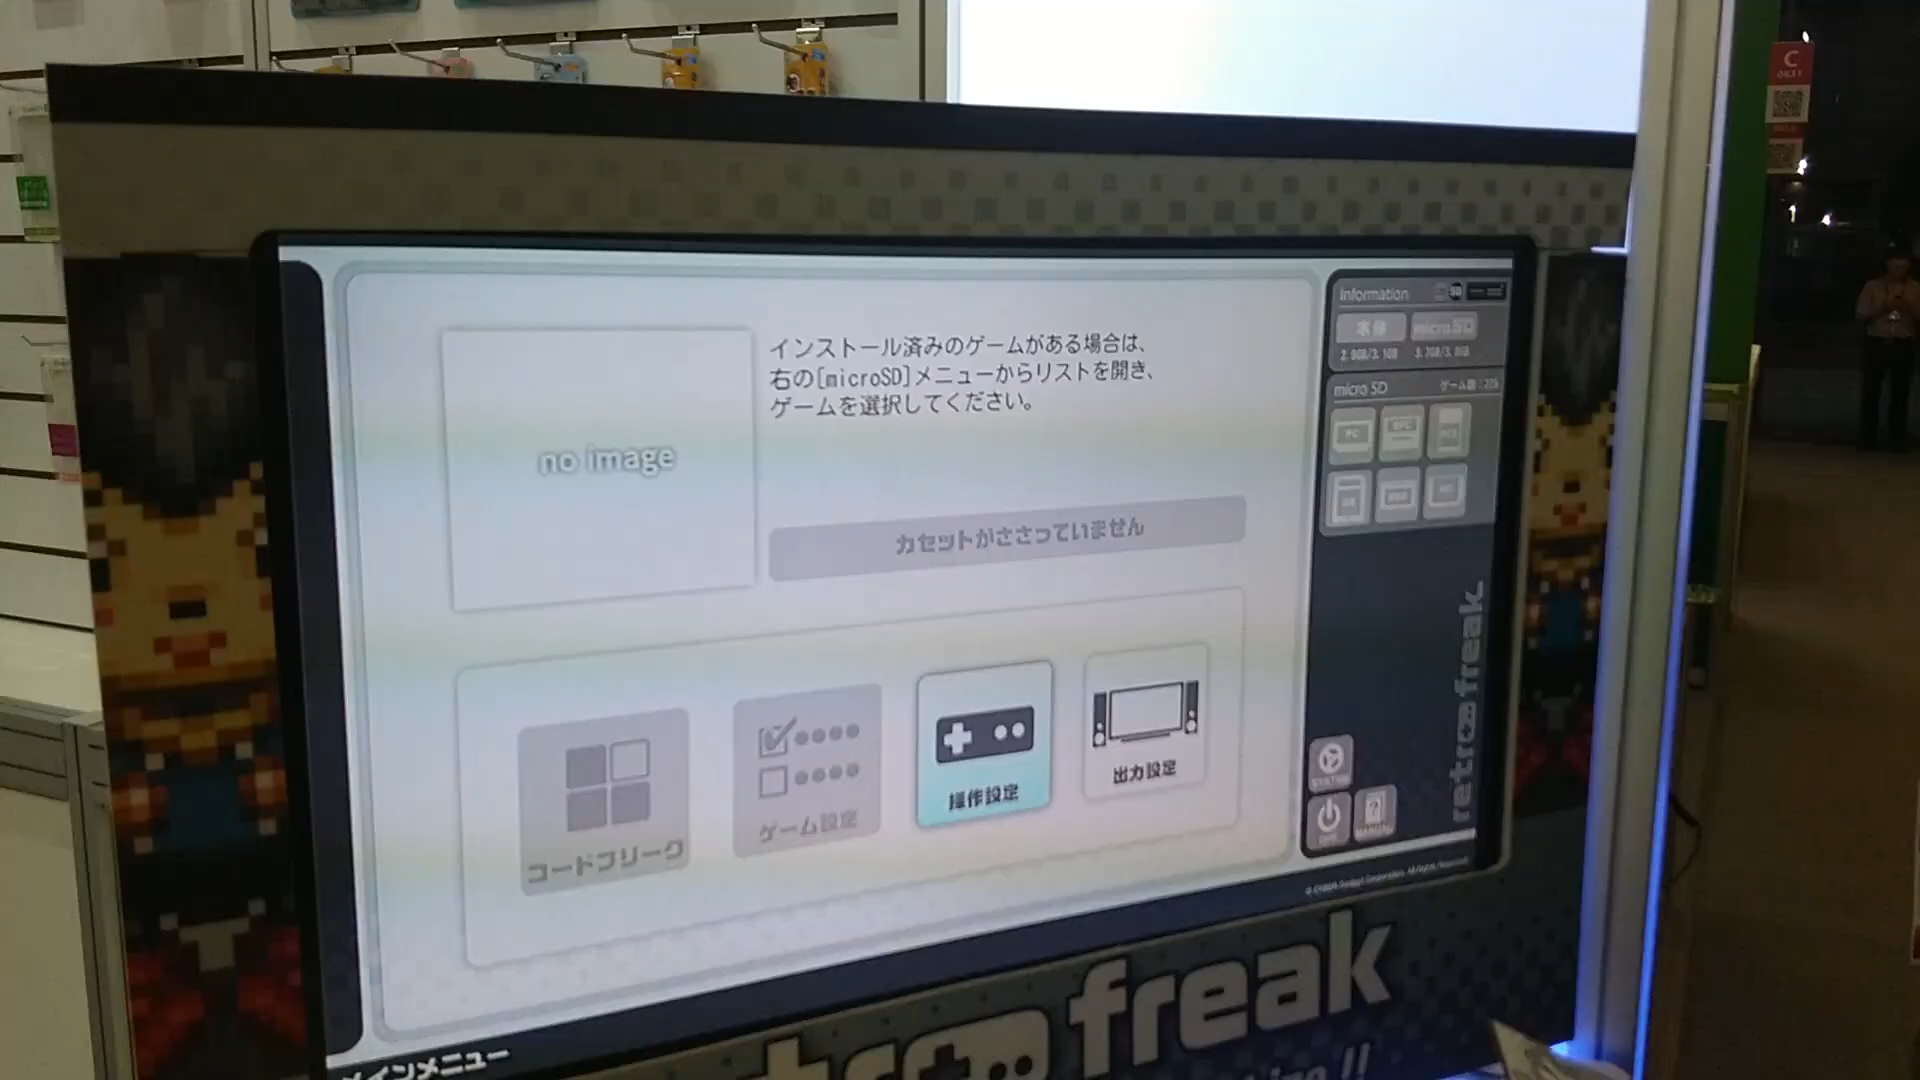 C
Information
本体
microSD
micro SD
no image
インストール済みのゲームがある場合は、
右の[microSD]メニューからリストを開き、
ゲームを選択してください。
カセットがささっていません
コードフリーク
ゲーム設定
操作設定
出力設定
SYSTEM
MANUAL
retro freak
メインメニュー
retro freak